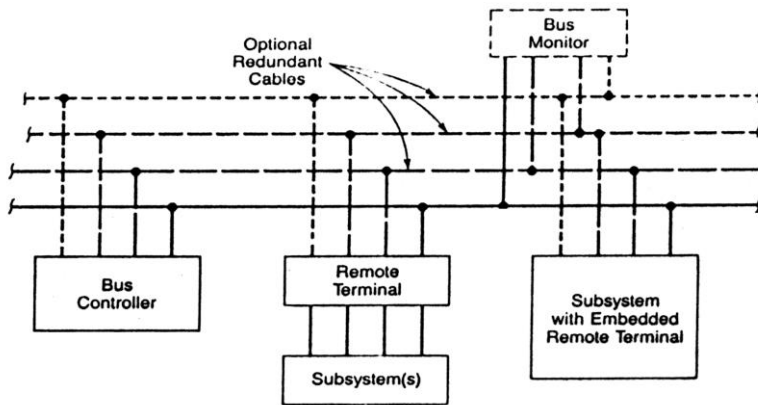 Bus
Monitor
Optional
Redundant
Cables
Bus
Controller
Remote
Terminal
Subsystem(s)
Subsystem
with Embedded
Remote Terminal